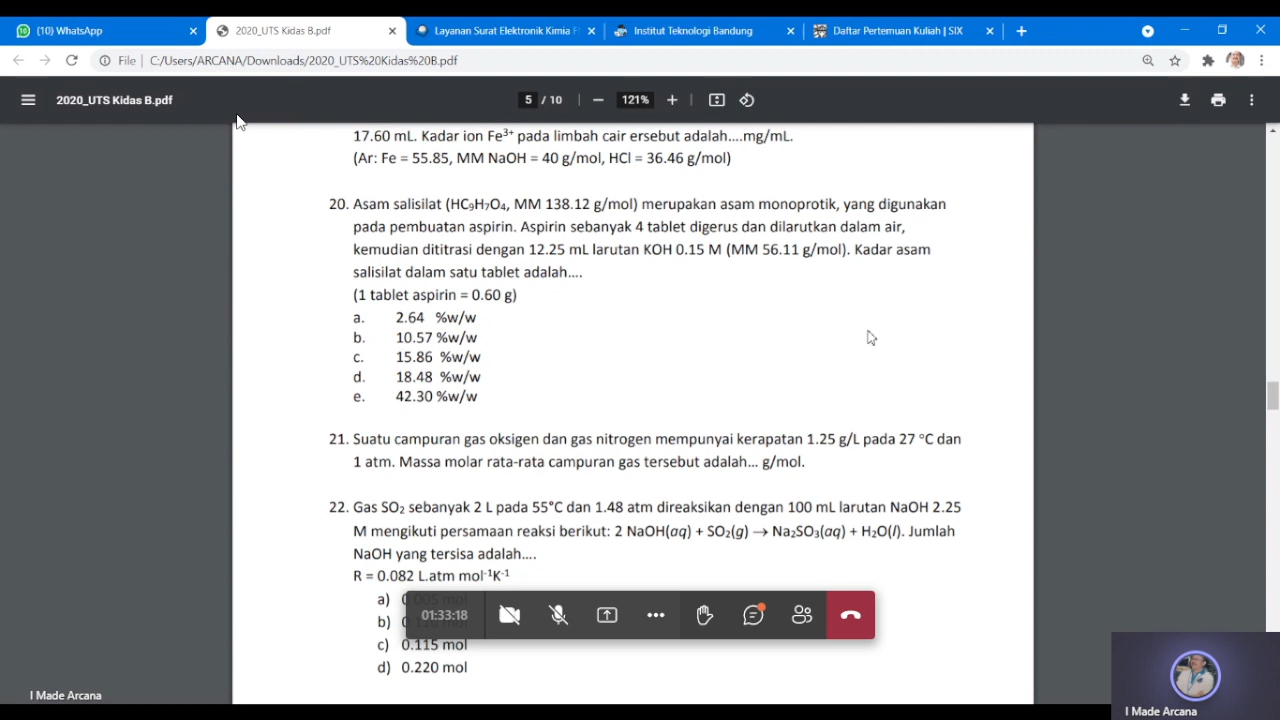 (10) WhatsApp
2020_UTS Kidas B.pdf
Layanan Surat Elektronik Kimia F
Institut Teknologi Bandung
Daftar Pertemuan Kuliah | SIX
File | C:/Users/ARCANA/Downloads/2020_UTS%20Kidas%20B.pdf
2020_UTS Kidas B.pdf
5 / 10
121%
17.60 mL. Kadar ion Fe³⁺ pada limbah cair ersebut adalah....mg/mL.
(Ar: Fe = 55.85, MM NaOH = 40 g/mol, HCl = 36.46 g/mol)
20. Asam salisilat (HC₉H₇O₄, MM 138.12 g/mol) merupakan asam monoprotik, yang digunakan
pada pembuatan aspirin. Aspirin sebanyak 4 tablet digerus dan dilarutkan dalam air,
kemudian dititrasi dengan 12.25 mL larutan KOH 0.15 M (MM 56.11 g/mol). Kadar asam
salisilat dalam satu tablet adalah....
(1 tablet aspirin = 0.60 g)
a. 2.64 %w/w
b. 10.57 %w/w
c. 15.86 %w/w
d. 18.48 %w/w
e. 42.30 %w/w
21. Suatu campuran gas oksigen dan gas nitrogen mempunyai kerapatan 1.25 g/L pada 27 °C dan
1 atm. Massa molar rata-rata campuran gas tersebut adalah... g/mol.
22. Gas SO₂ sebanyak 2 L pada 55°C dan 1.48 atm direaksikan dengan 100 mL larutan NaOH 2.25
M mengikuti persamaan reaksi berikut: 2 NaOH(aq) + SO₂(g) → Na₂SO₃(aq) + H₂O(l). Jumlah
NaOH yang tersisa adalah....
R = 0.082 L.atm mol⁻¹K⁻¹
a)
b)
01:33:18
c) 0.115 mol
d) 0.220 mol
I Made Arcana
I Made Arcana